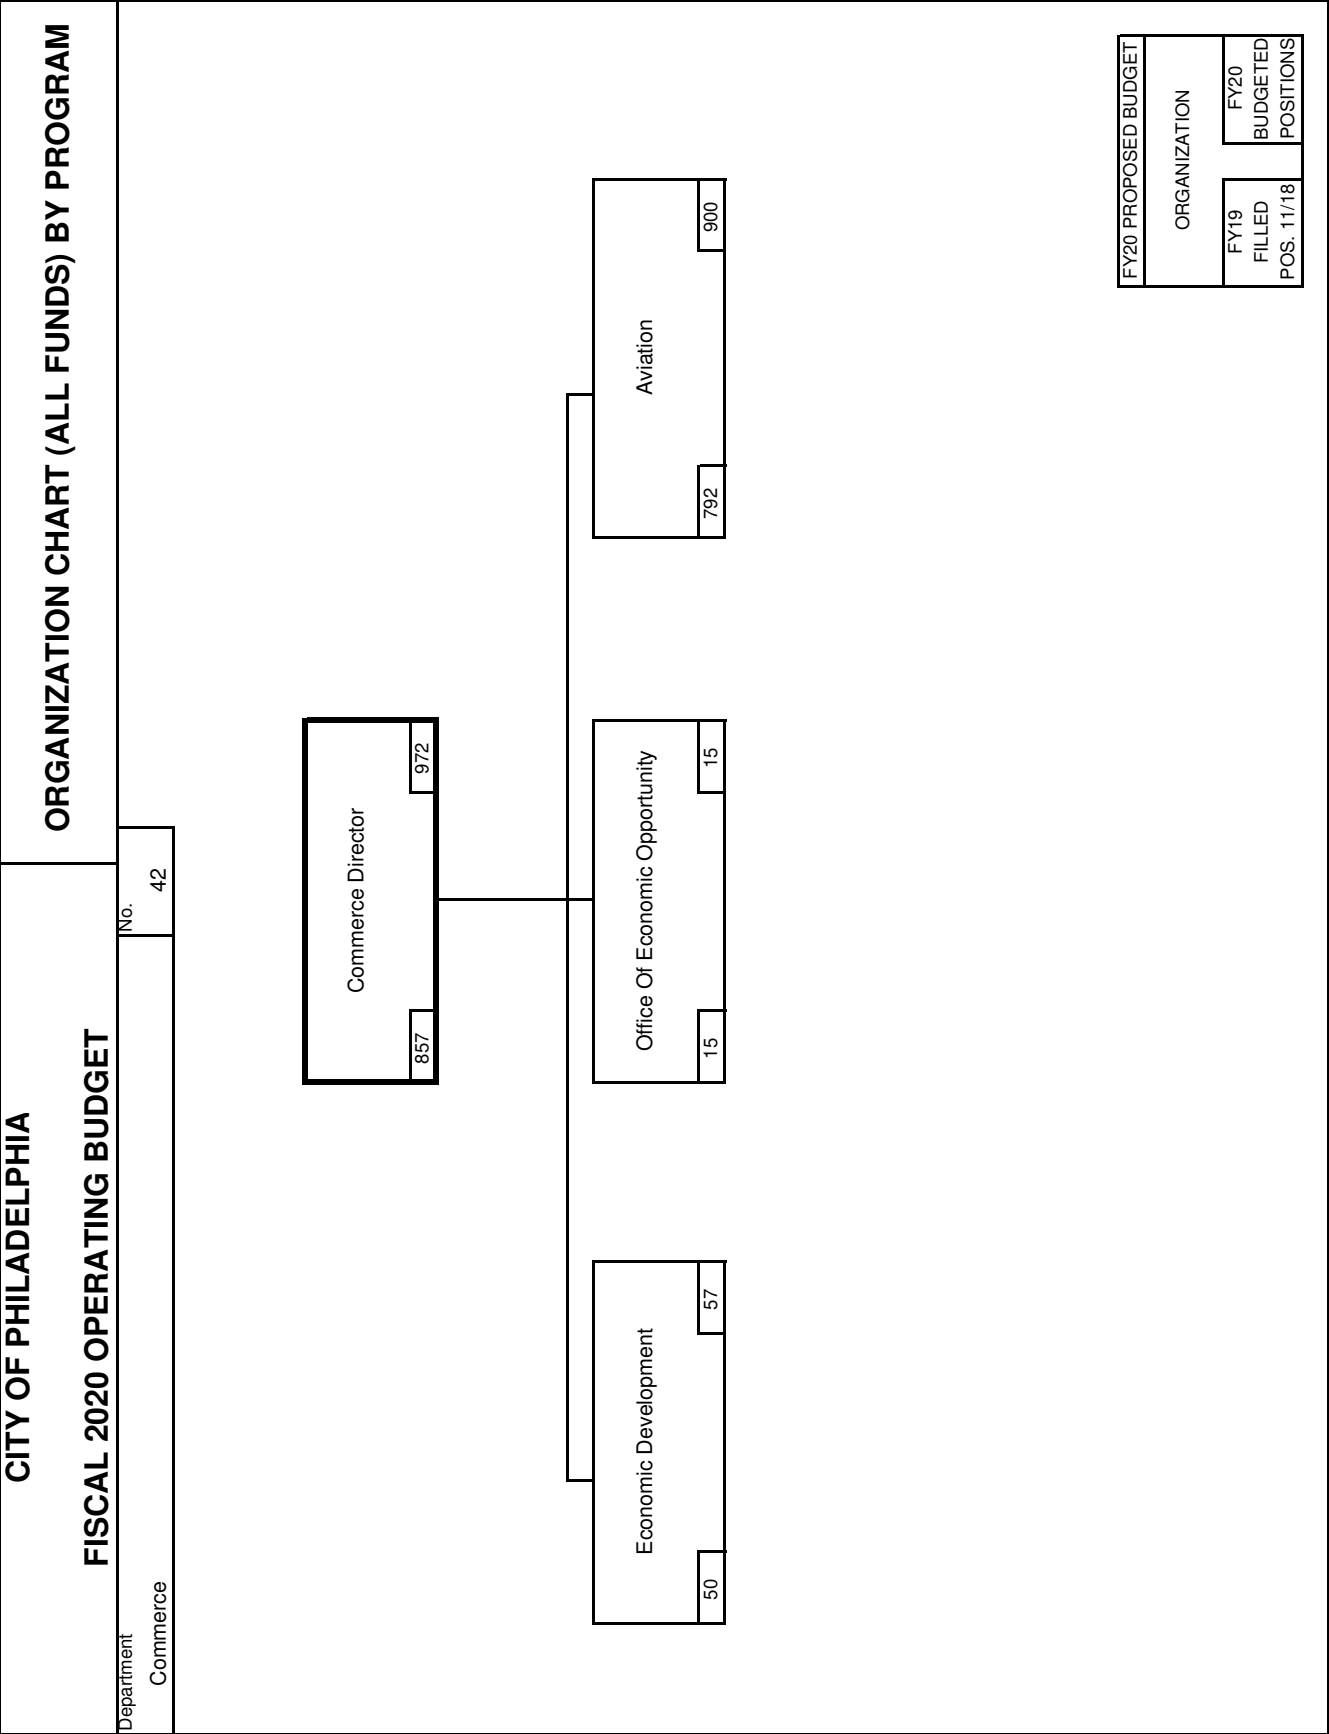 CITY OF PHILADELPHIA
FISCAL 2020 OPERATING BUDGET
ORGANIZATION CHART (ALL FUNDS) BY PROGRAM
Department
Commerce
No.
42
Commerce Director
857
972
Economic Development
50
57
Office Of Economic Opportunity
15
15
Aviation
792
900
FY20 PROPOSED BUDGET
ORGANIZATION
FY19
FILLED
POS. 11/18
FY20
BUDGETED
POSITIONS